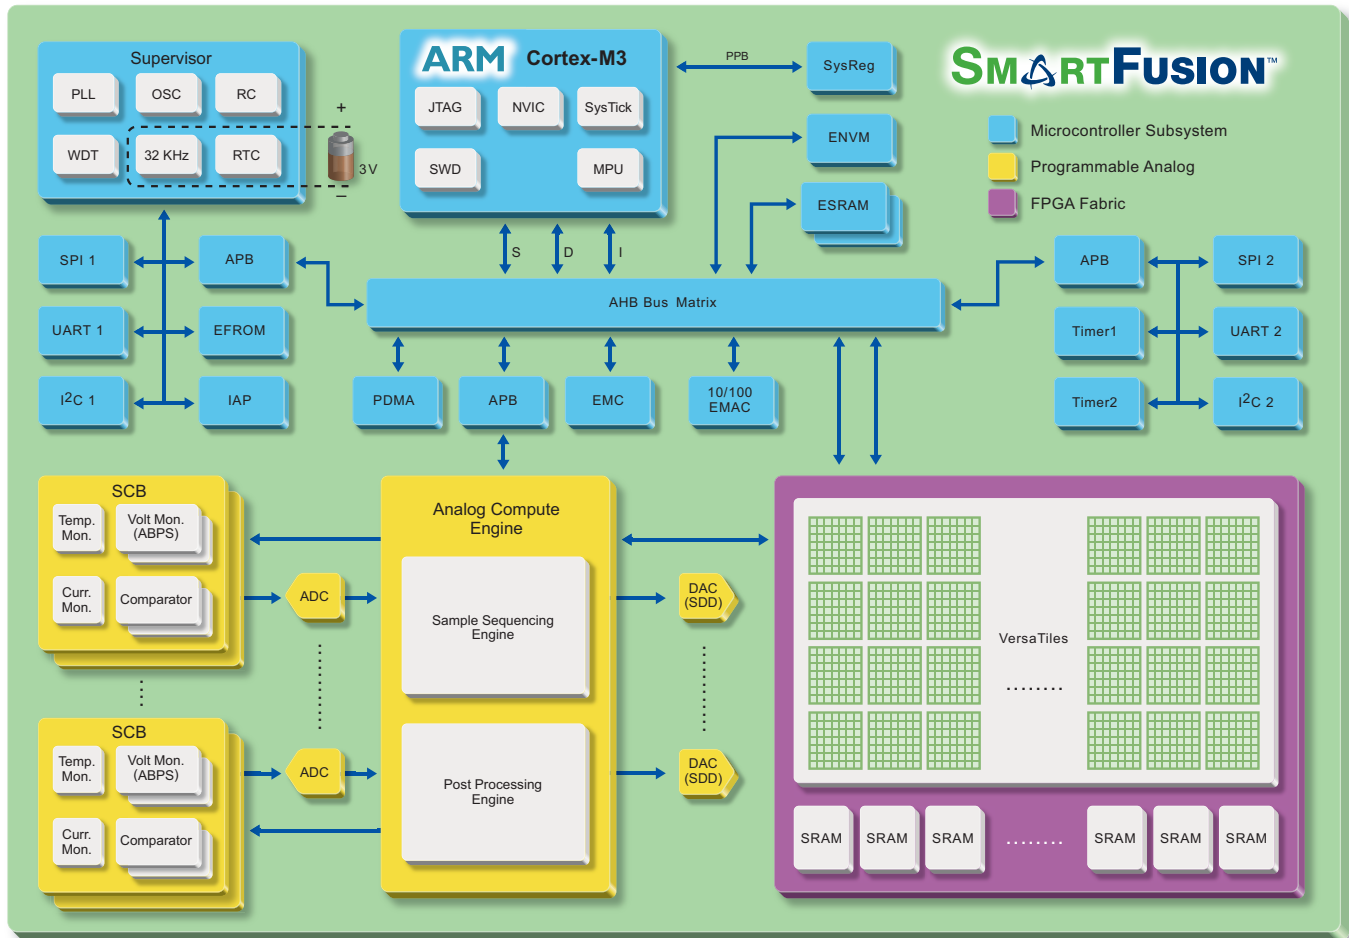 Supervisor
PLL
OSC
RC
WDT
32 KHz
RTC
+
3V
–
ARM Cortex-M3
JTAG
NVIC
SysTick
SWD
MPU
PPB
SysReg
ENVM
ESRAM
SMARTFUSION™
Microcontroller Subsystem
Programmable Analog
FPGA Fabric
S
D
I
SPI 1
APB
UART 1
EFROM
I²C 1
IAP
AHB Bus Matrix
PDMA
APB
EMC
10/100
EMAC
APB
SPI 2
Timer1
UART 2
Timer2
I²C 2
SCB
Temp.
Mon.
Volt Mon.
(ABPS)
Curr.
Mon.
Comparator
ADC
SCB
Temp.
Mon.
Volt Mon.
(ABPS)
Curr.
Mon.
Comparator
ADC
Analog Compute
Engine
Sample Sequencing
Engine
Post Processing
Engine
DAC
(SDD)
DAC
(SDD)
VersaTiles
........
SRAM
SRAM
SRAM
........
SRAM
SRAM
SRAM